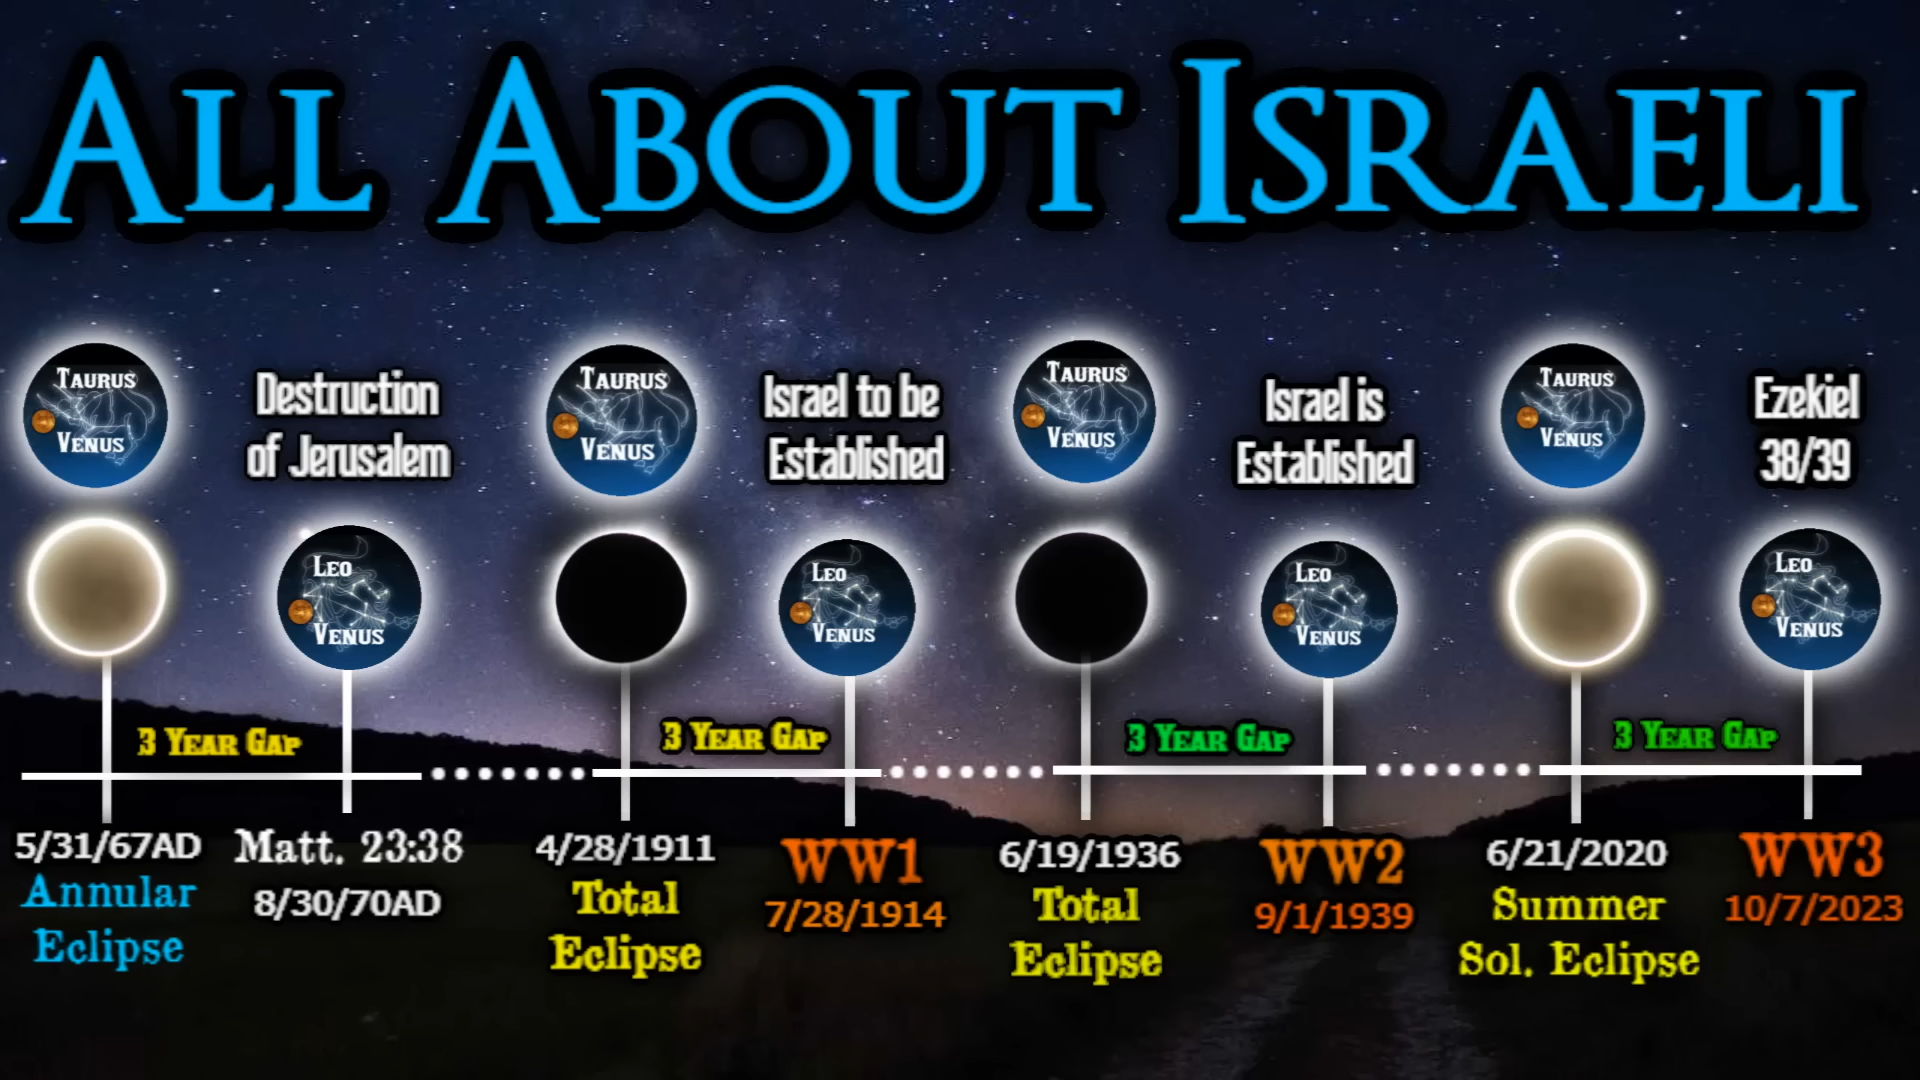 All About Israeli
Taurus
Venus
Destruction
of Jerusalem
Leo
Venus
3 Year Gap
5/31/67AD
Annular
Eclipse
Matt. 23:38
8/30/70AD
Taurus
Venus
Israel to be
Established
Leo
Venus
3 Year Gap
4/28/1911
Total
Eclipse
WW1
7/28/1914
Taurus
Venus
Israel is
Established
Leo
Venus
3 Year Gap
6/19/1936
Total
Eclipse
WW2
9/1/1939
Taurus
Venus
Ezekiel
38/39
Leo
Venus
3 Year Gap
6/21/2020
Summer
Sol. Eclipse
WW3
10/7/2023